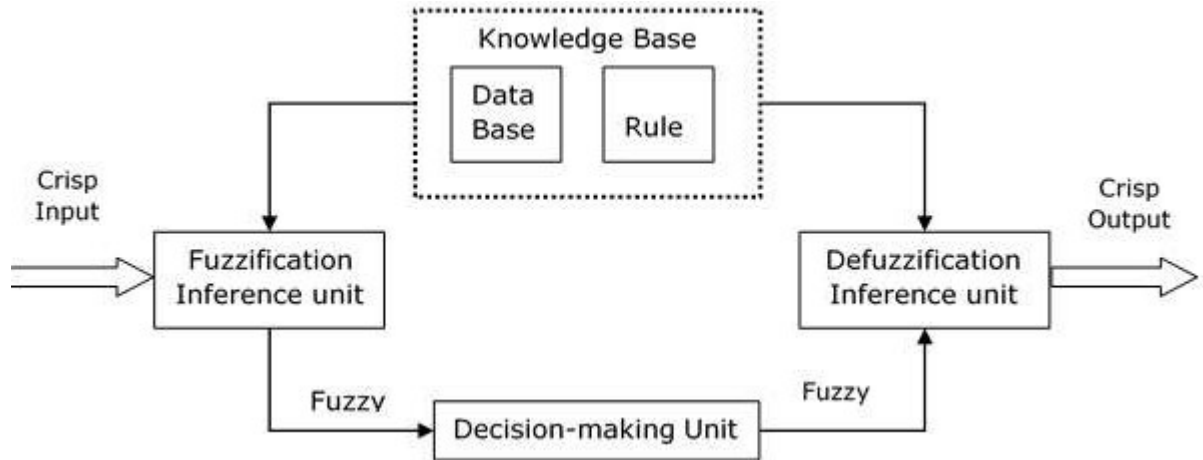 Knowledge Base
Data
Base
Rule
Crisp
Input
Crisp
Output
Fuzzification
Inference unit
Defuzzification
Inference unit
Fuzzy
Fuzzy
Decision-making Unit